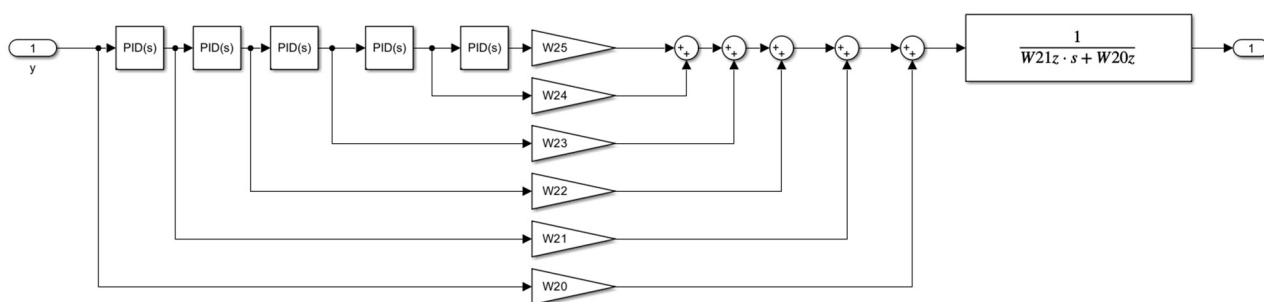 1
y
PID(s)
PID(s)
PID(s)
PID(s)
PID(s)
W25
W24
W23
W22
W21
W20
+
+
+
+
+
+
+
+
+
+
1
W21z · s + W20z
1